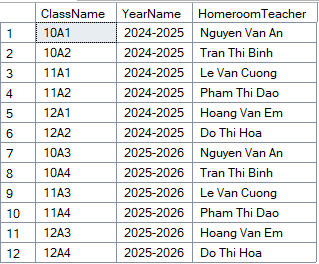 ClassName YearName HomeroomTeacher
1 10A1 2024-2025 Nguyen Van An
2 10A2 2024-2025 Tran Thi Binh
3 11A1 2024-2025 Le Van Cuong
4 11A2 2024-2025 Pham Thi Dao
5 12A1 2024-2025 Hoang Van Em
6 12A2 2024-2025 Do Thi Hoa
7 10A3 2025-2026 Nguyen Van An
8 10A4 2025-2026 Tran Thi Binh
9 11A3 2025-2026 Le Van Cuong
10 11A4 2025-2026 Pham Thi Dao
11 12A3 2025-2026 Hoang Van Em
12 12A4 2025-2026 Do Thi Hoa